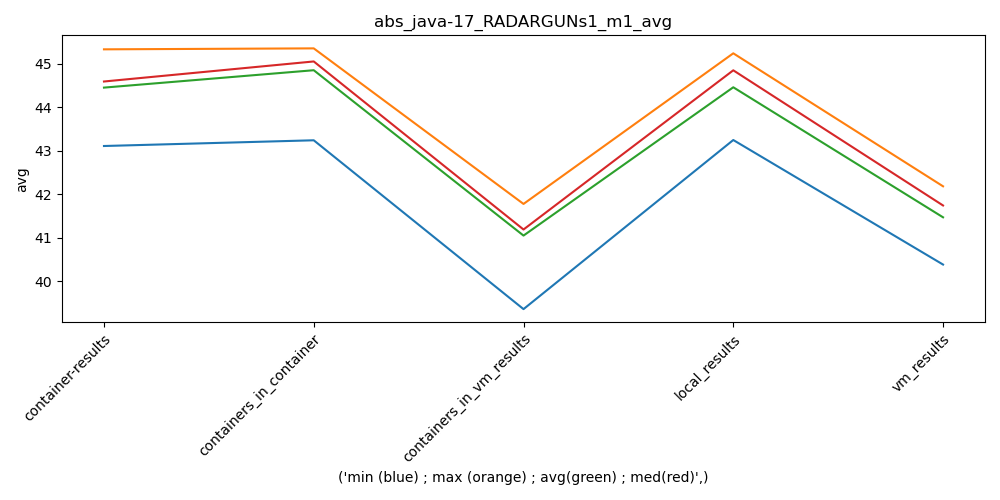 abs_java-17_RADARGUNs1_m1_avg
45
44
43
42
41
40
avg
container-results
containers_in_container
containers_in_vm_results
local_results
vm_results
('min (blue) ; max (orange) ; avg(green) ; med(red)',)